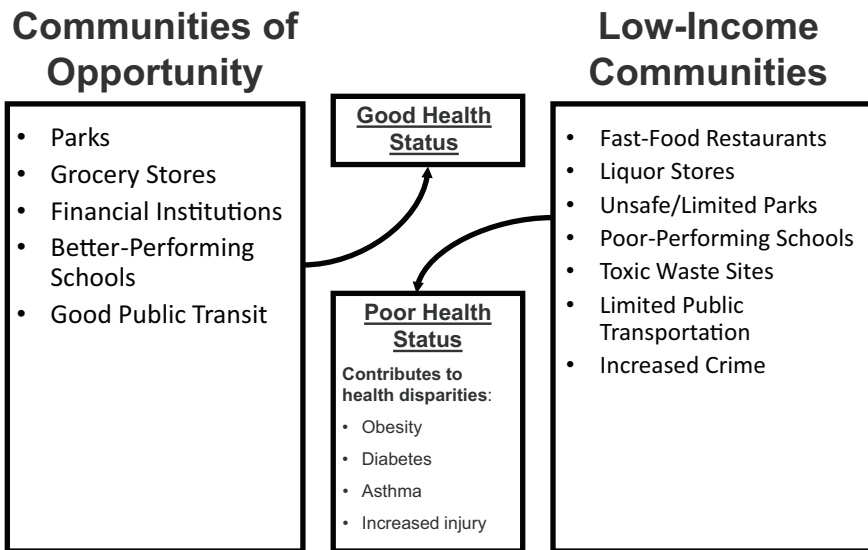 Communities of
Opportunity
• Parks
• Grocery Stores
• Financial Institutions
• Better-Performing
Schools
• Good Public Transit
Good Health
Status
Poor Health
Status
Contributes to
health disparities:
• Obesity
• Diabetes
• Asthma
• Increased injury
Low-Income
Communities
• Fast-Food Restaurants
• Liquor Stores
• Unsafe/Limited Parks
• Poor-Performing Schools
• Toxic Waste Sites
• Limited Public
Transportation
• Increased Crime